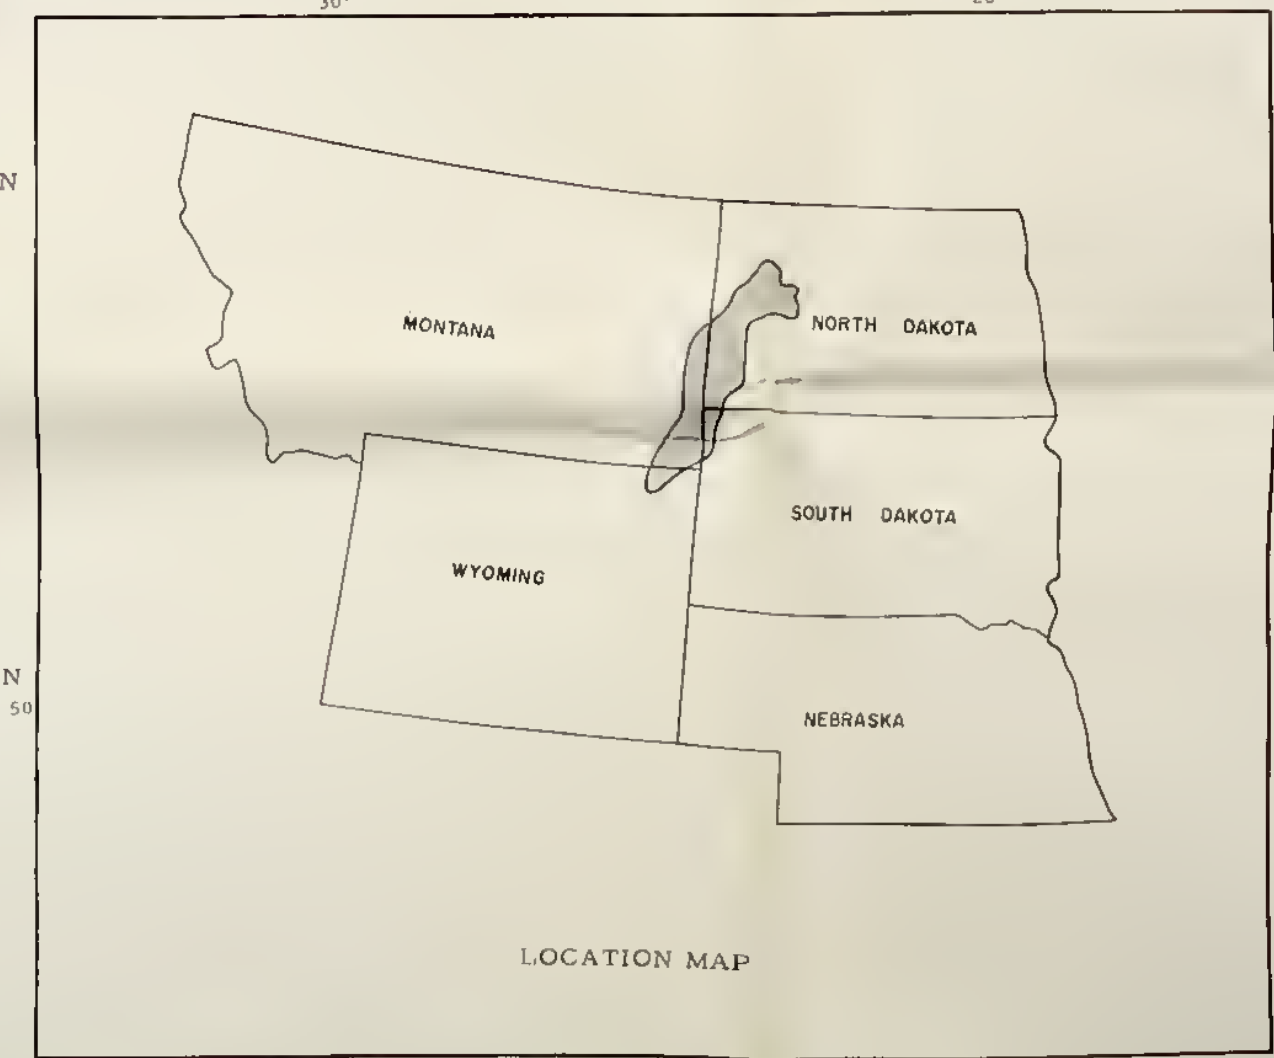 N
MONTANA
NORTH DAKOTA
SOUTH DAKOTA
WYOMING
N
50
NEBRASKA
LOCATION MAP